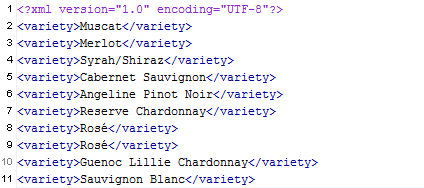 1 <?xml version="1.0" encoding="UTF-8"?>
2 <variety>Muscat</variety>
3 <variety>Merlot</variety>
4 <variety>Syrah/Shiraz</variety>
5 <variety>Cabernet Sauvignon</variety>
6 <variety>Angeline Pinot Noir</variety>
7 <variety>Reserve Chardonnay</variety>
8 <variety>Rosé</variety>
9 <variety>Rosé</variety>
10 <variety>Guenoc Lillie Chardonnay</variety>
11 <variety>Sauvignon Blanc</variety>